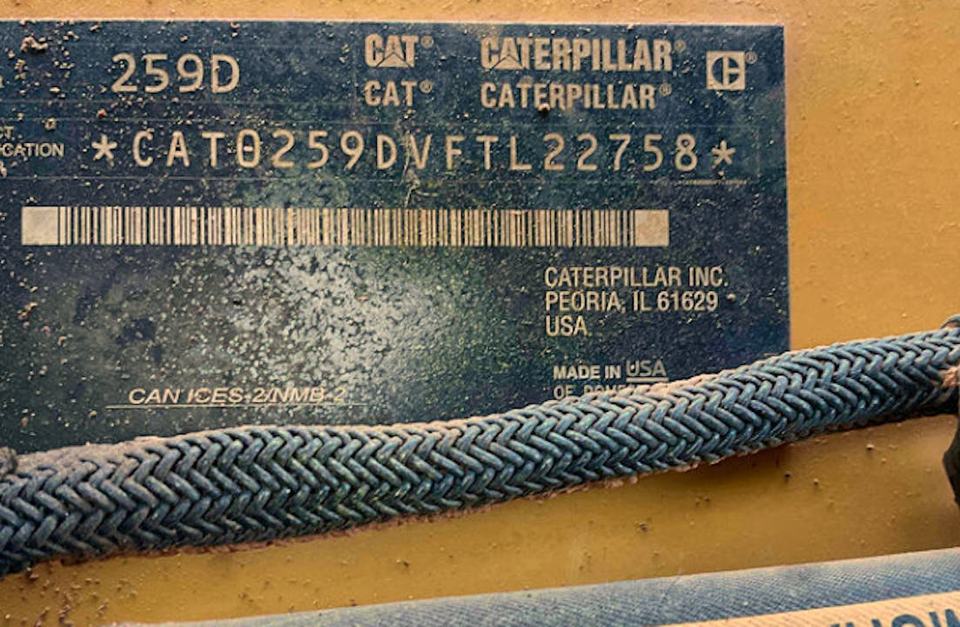 259D CAT® CATERPILLAR®
CAT® CATERPILLAR®
*CAT0259DVFTL22758*
CATERPILLAR INC.
PEORIA, IL 61629
USA
MADE IN USA
CAN ICES-2/NMB-2